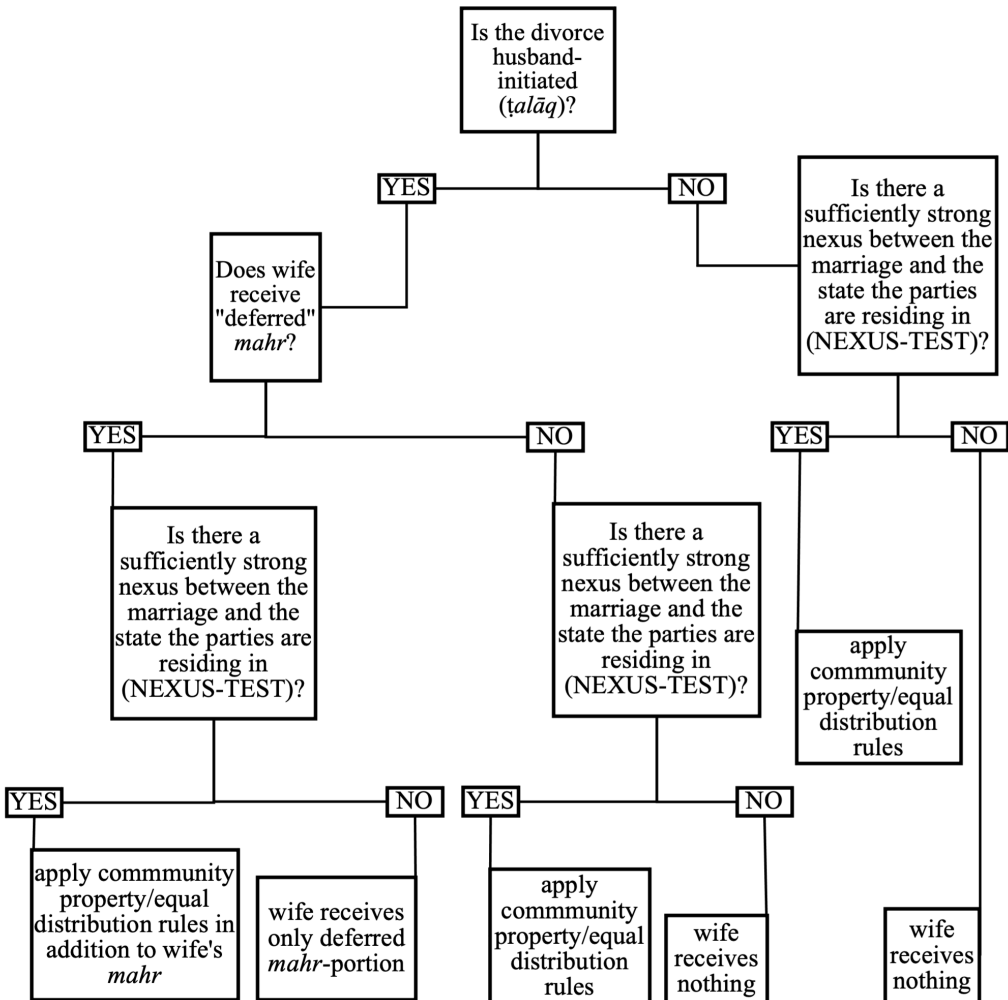 Is the divorce
husband-
initiated
(ṭalāq)?
YES
NO
Does wife
receive
"deferred"
mahr?
Is there a
sufficiently strong
nexus between the
marriage and the
state the parties
are residing in
(NEXUS-TEST)?
YES
NO
YES
NO
Is there a
sufficiently strong
nexus between the
marriage and the
state the parties are
residing in
(NEXUS-TEST)?
Is there a
sufficiently strong
nexus between the
marriage and the
state the parties are
residing in
(NEXUS-TEST)?
apply
commmunity
property/equal
distribution
rules
YES
NO
YES
NO
apply commmunity
property/equal
distribution rules in
addition to wife's
mahr
wife receives
only deferred
mahr-portion
apply
commmunity
property/equal
distribution
rules
wife
receives
nothing
wife
receives
nothing